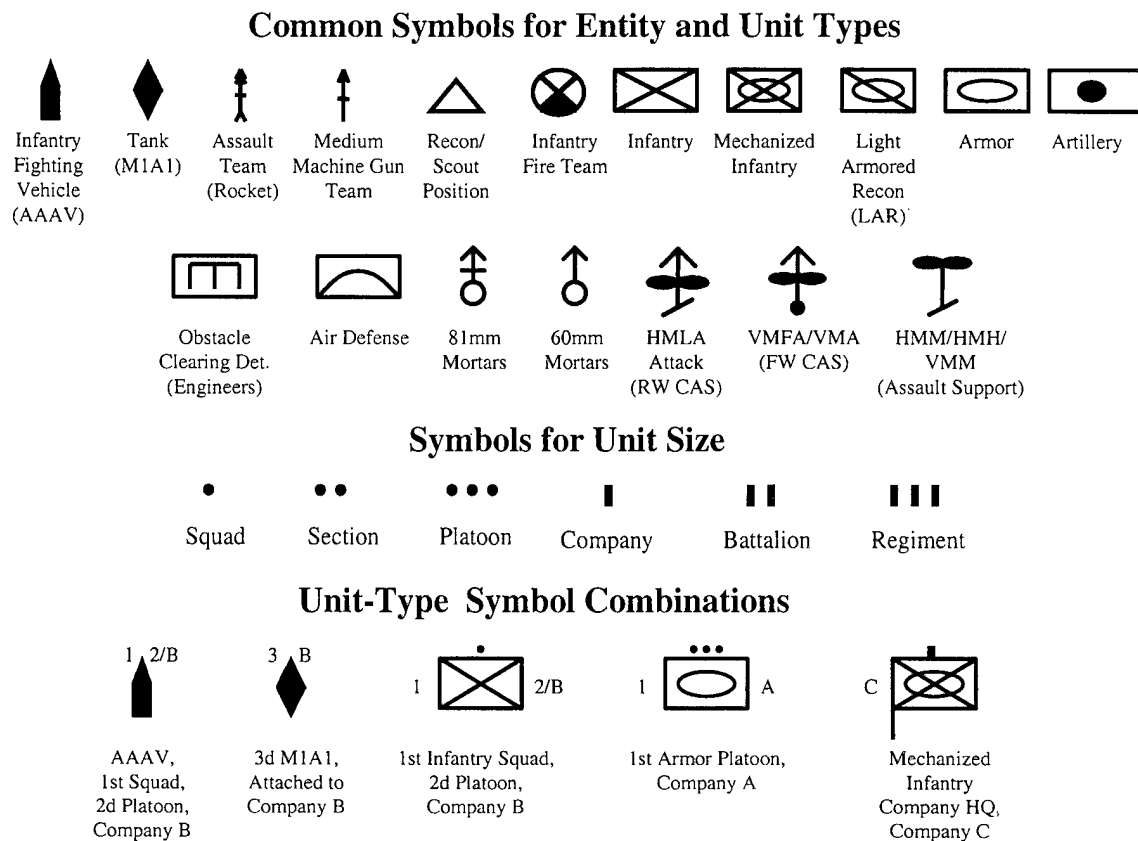 Common Symbols for Entity and Unit Types
Infantry
Fighting
Vehicle
(AAAV)
Tank
(M1A1)
Assault
Team
(Rocket)
Medium
Machine Gun
Team
Recon/
Scout
Position
Infantry
Fire Team
Infantry
Mechanized
Infantry
Light
Armored
Recon
(LAR)
Armor
Artillery
Obstacle
Clearing Det.
(Engineers)
Air Defense
81mm
Mortars
60mm
Mortars
HMLA
Attack
(RW CAS)
VMFA/VMA
(FW CAS)
HMM/HMH/
VMM
(Assault Support)
Symbols for Unit Size
Squad
Section
Platoon
Company
Battalion
Regiment
Unit-Type Symbol Combinations
1 2/B
AAAV,
1st Squad,
2d Platoon,
Company B
3 B
3d M1A1,
Attached to
Company B
1 2/B
1st Infantry Squad,
2d Platoon,
Company B
1 A
1st Armor Platoon,
Company A
C
Mechanized
Infantry
Company HQ,
Company C